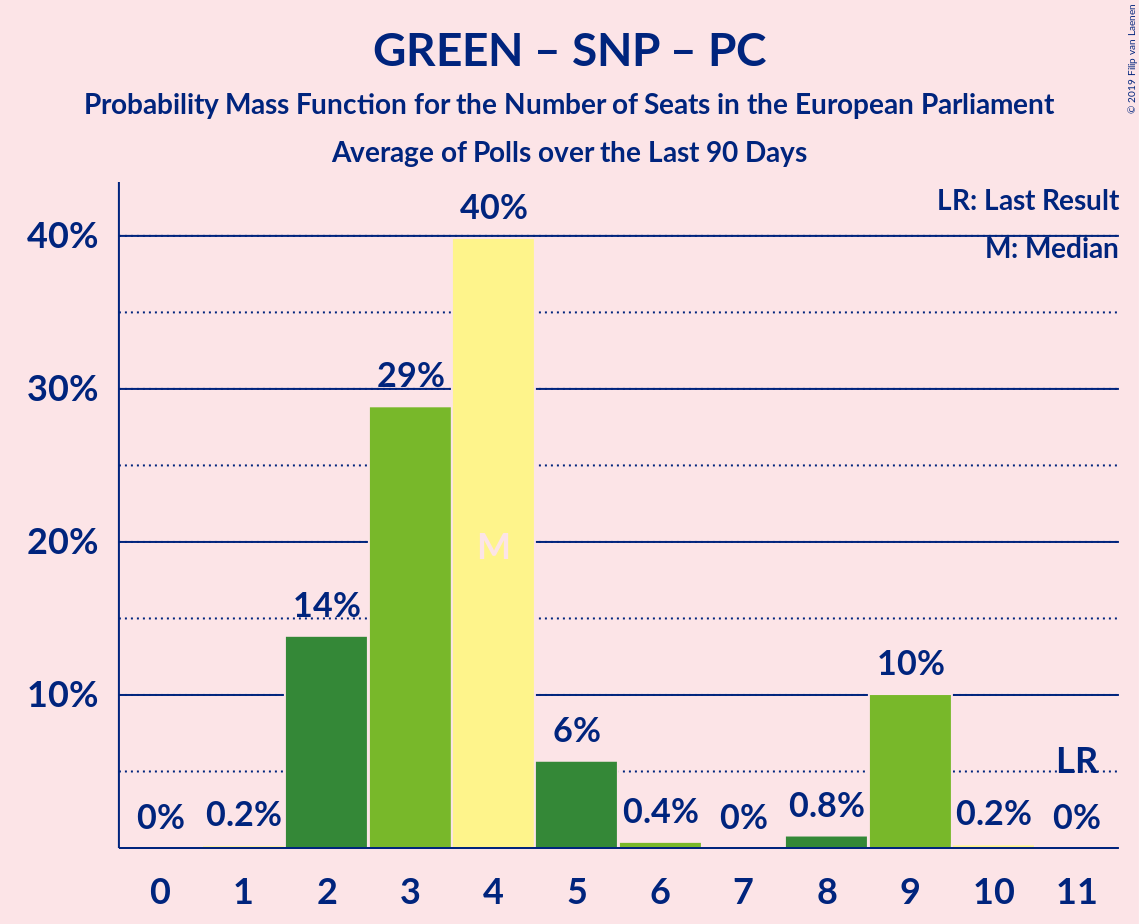 GREEN – SNP – PC
Probability Mass Function for the Number of Seats in the European Parliament
Average of Polls over the Last 90 Days
© 2019 Filip van Laenen
LR: Last Result
M: Median
40%
30%
20%
10%
0%
0.2%
14%
29%
40%
M
6%
0.4%
0%
0.8%
10%
0.2%
LR
0%
0 1 2 3 4 5 6 7 8 9 10 11